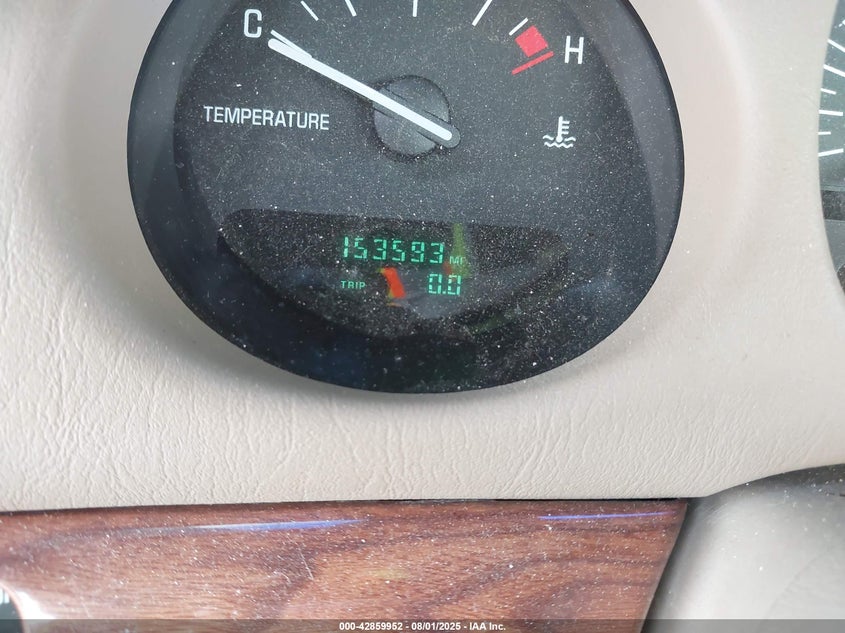 C H
TEMPERATURE
153593 MI
TRIP 0.0
000-42859952 - 08/01/2025 - IAA Inc.